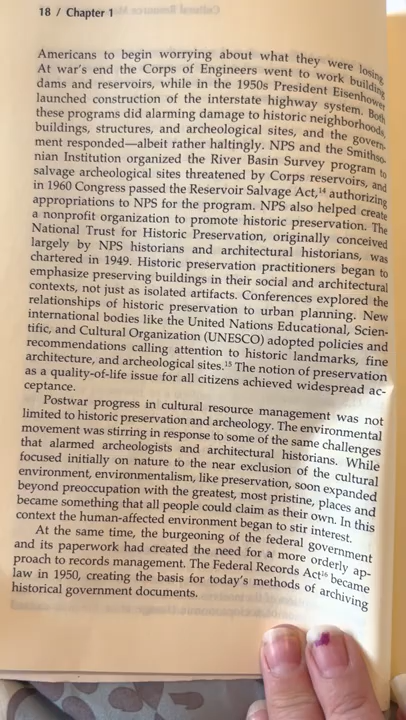 18 / Chapter 1
Americans to begin worrying about what they were losing.
At war's end the Corps of Engineers went to work building
dams and reservoirs, while in the 1950s President Eisenhower
launched construction of the interstate highway system. Both
these programs did alarming damage to historic neighborhoods,
buildings, structures, and archeological sites, and the govern-
ment responded—albeit rather haltingly. NPS and the Smithso-
nian Institution organized the River Basin Survey program to
salvage archeological sites threatened by Corps reservoirs, and
in 1960 Congress passed the Reservoir Salvage Act,¹⁴ authorizing
appropriations to NPS for the program. NPS also helped create
a nonprofit organization to promote historic preservation. The
National Trust for Historic Preservation, originally conceived
largely by NPS historians and architectural historians, was
chartered in 1949. Historic preservation practitioners began to
emphasize preserving buildings in their social and architectural
contexts, not just as isolated artifacts. Conferences explored the
relationships of historic preservation to urban planning. New
international bodies like the United Nations Educational, Scien-
tific, and Cultural Organization (UNESCO) adopted policies and
recommendations calling attention to historic landmarks, fine
architecture, and archeological sites.¹⁵ The notion of preservation
as a quality-of-life issue for all citizens achieved widespread ac-
ceptance.
Postwar progress in cultural resource management was not
limited to historic preservation and archeology. The environmental
movement was stirring in response to some of the same challenges
that alarmed archeologists and architectural historians. While
focused initially on nature to the near exclusion of the cultural
environment, environmentalism, like preservation, soon expanded
beyond preoccupation with the greatest, most pristine, places and
became something that all people could claim as their own. In this
context the human-affected environment began to stir interest.
At the same time, the burgeoning of the federal government
and its paperwork had created the need for a more orderly ap-
proach to records management. The Federal Records Act¹⁶ became
law in 1950, creating the basis for today's methods of archiving
historical government documents.